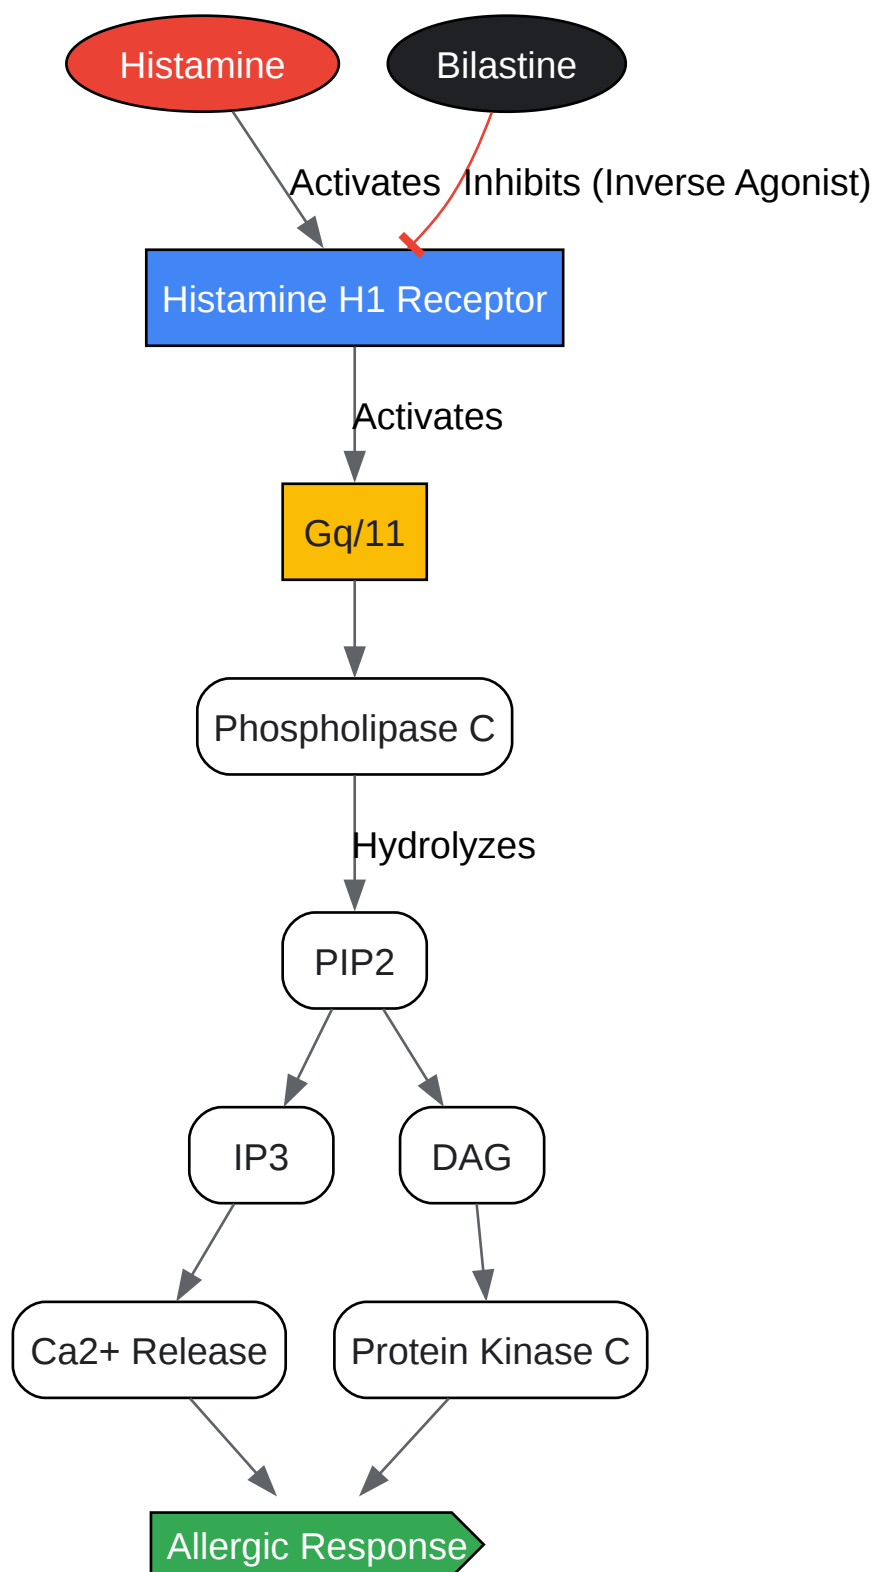 Histamine
Bilastine
Activates
Inhibits (Inverse Agonist)
Histamine H1 Receptor
Activates
Gq/11
Phospholipase C
Hydrolyzes
PIP2
IP3
DAG
Ca2+ Release
Protein Kinase C
Allergic Response